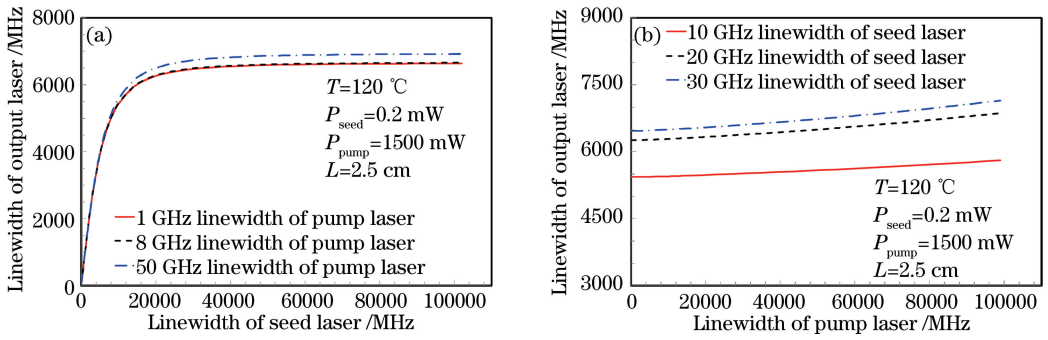 (a)
Linewidth of output laser /MHz
8000
6000
4000
2000
0
T=120 ℃
Pseed=0.2 mW
Ppump=1500 mW
L=2.5 cm
1 GHz linewidth of pump laser
8 GHz linewidth of pump laser
50 GHz linewidth of pump laser
0 20000 40000 60000 80000 100000
Linewidth of seed laser /MHz
(b)
Linewidth of output laser /MHz
9000
7500
6000
4500
3000
10 GHz linewidth of seed laser
20 GHz linewidth of seed laser
30 GHz linewidth of seed laser
T=120 ℃
Pseed=0.2 mW
Ppump=1500 mW
L=2.5 cm
0 20000 40000 60000 80000 100000
Linewidth of pump laser /MHz